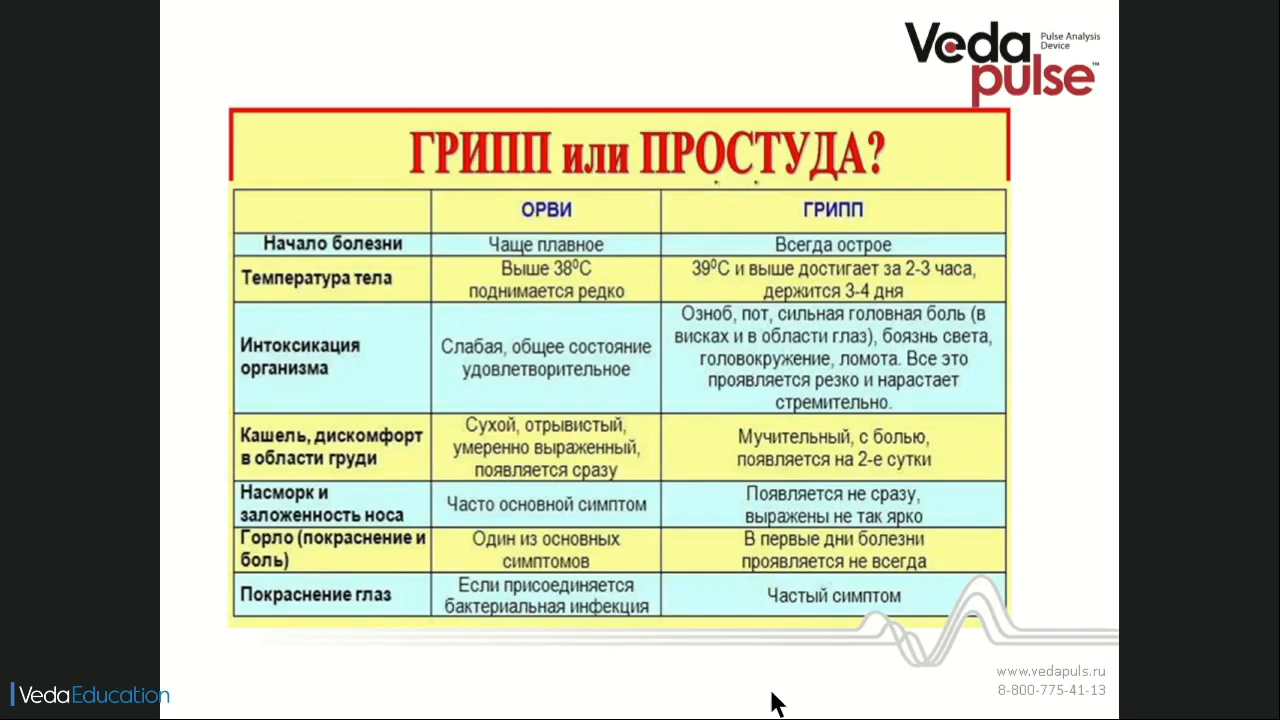 Veda
Pulse Analysis
Device
pulse™
ГРИПП или ПРОСТУДА?
ОРВИ
ГРИПП
Начало болезни
Чаще плавное
Всегда острое
Температура тела
Выше 38⁰С
поднимается редко
39⁰С и выше достигает за 2-3 часа,
держится 3-4 дня
Интоксикация
организма
Слабая, общее состояние
удовлетворительное
Озноб, пот, сильная головная боль (в
висках и в области глаз), боязнь света,
головокружение, ломота. Все это
проявляется резко и нарастает
стремительно.
Кашель, дискомфорт
в области груди
Сухой, отрывистый,
умеренно выраженный,
появляется сразу
Мучительный, с болью,
появляется на 2-е сутки
Насморк и
заложенность носа
Часто основной симптом
Появляется не сразу,
выражены не так ярко
Горло (покраснение и
боль)
Один из основных
симптомов
В первые дни болезни
проявляется не всегда
Покраснение глаз
Если присоединяется
бактериальная инфекция
Частый симптом
www.vedapuls.ru
8-800-775-41-13
VedaEducation